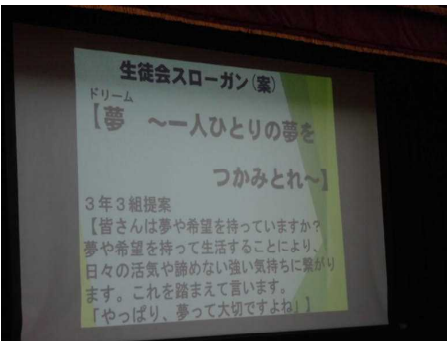 生徒会スローガン(案)
ドリーム
【夢 ~一人ひとりの夢を
つかみとれ~】
3年3組提案
【皆さんは夢や希望を持っていますか?
夢や希望を持って生活することにより、
日々の活気や諦めない強い気持ちに繋がり
ます。これを踏まえて言います。
「やっぱり、夢って大切ですよね」】